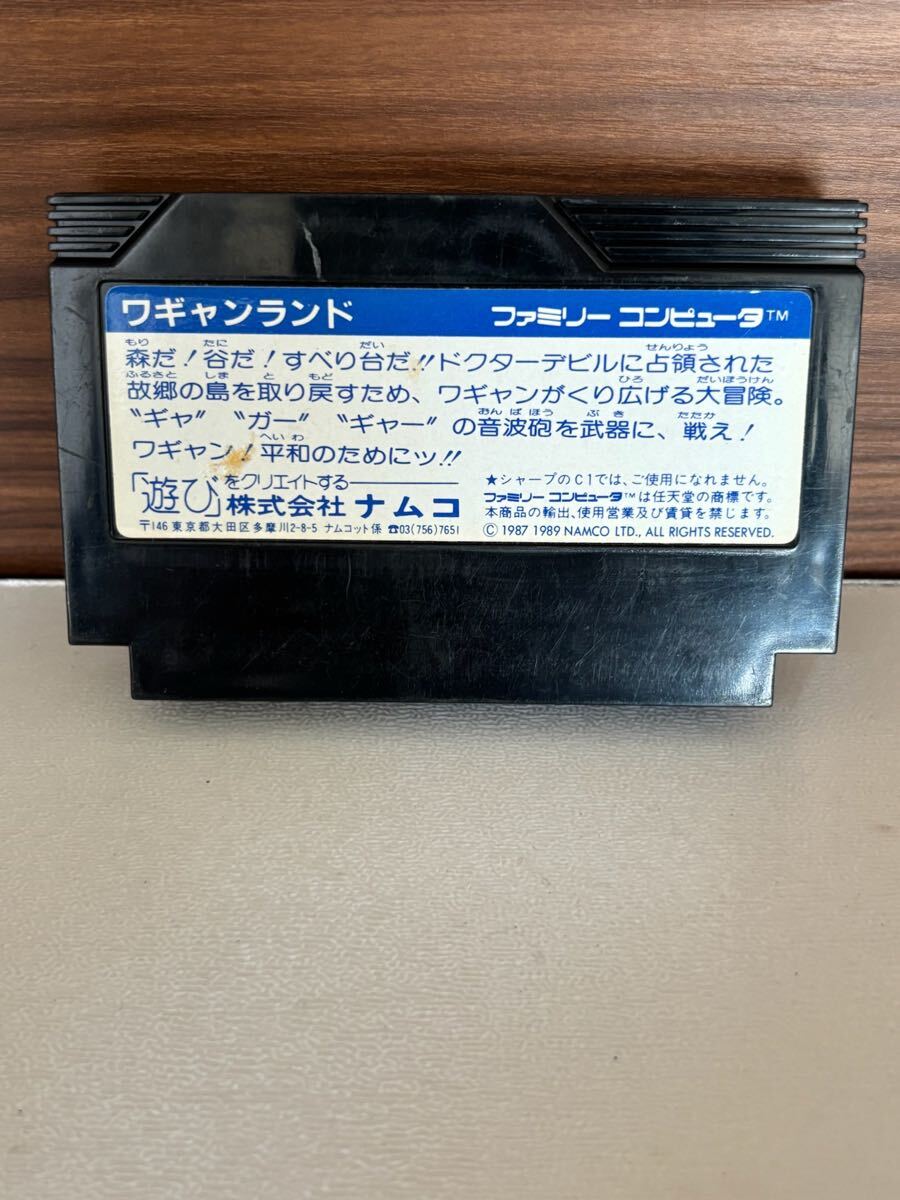 ワギャンランド ファミリー コンピュータ™
もり たに だい せんりょう
森だ!谷だ!すべり台だ!!ドクターデビルに占領された
ふるさと しま と もど ひろ だいぼうけん
故郷の島を取り戻すため、ワギャンがくり広げる大冒険。
おん ぱ ほう ぶ き たたか
〝ギャ〟 〝ガー〟 〝ギャー〟の音波砲を武器に、戦え!
へい わ
ワギャン!平和のためにッ!!
「遊び」をクリエイトする
株式会社 ナムコ
〒146 東京都大田区多摩川2-8-5 ナムコット係 ☎03(756)7651
★シャープのC1では、ご使用になれません。
ファミリー コンピュータ™は任天堂の商標です。
本商品の輸出、使用営業及び賃貸を禁じます。
Ⓒ 1987 1989 NAMCO LTD., ALL RIGHTS RESERVED.